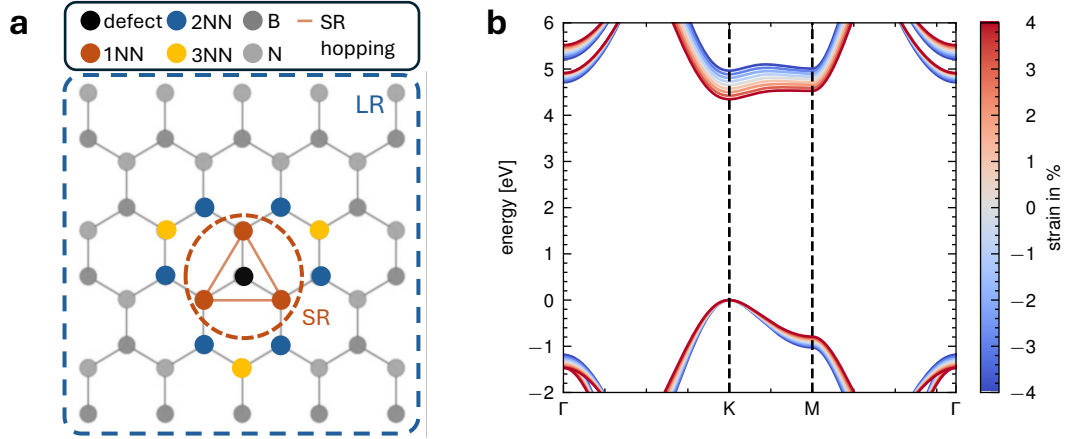 a
defect 2NN B SR
1NN 3NN N hopping
LR
SR
b
energy [eV]
6
5
4
3
2
1
0
−1
−2
Γ K M Γ
4
3
2
1
0
−1
−2
−3
−4
strain in %